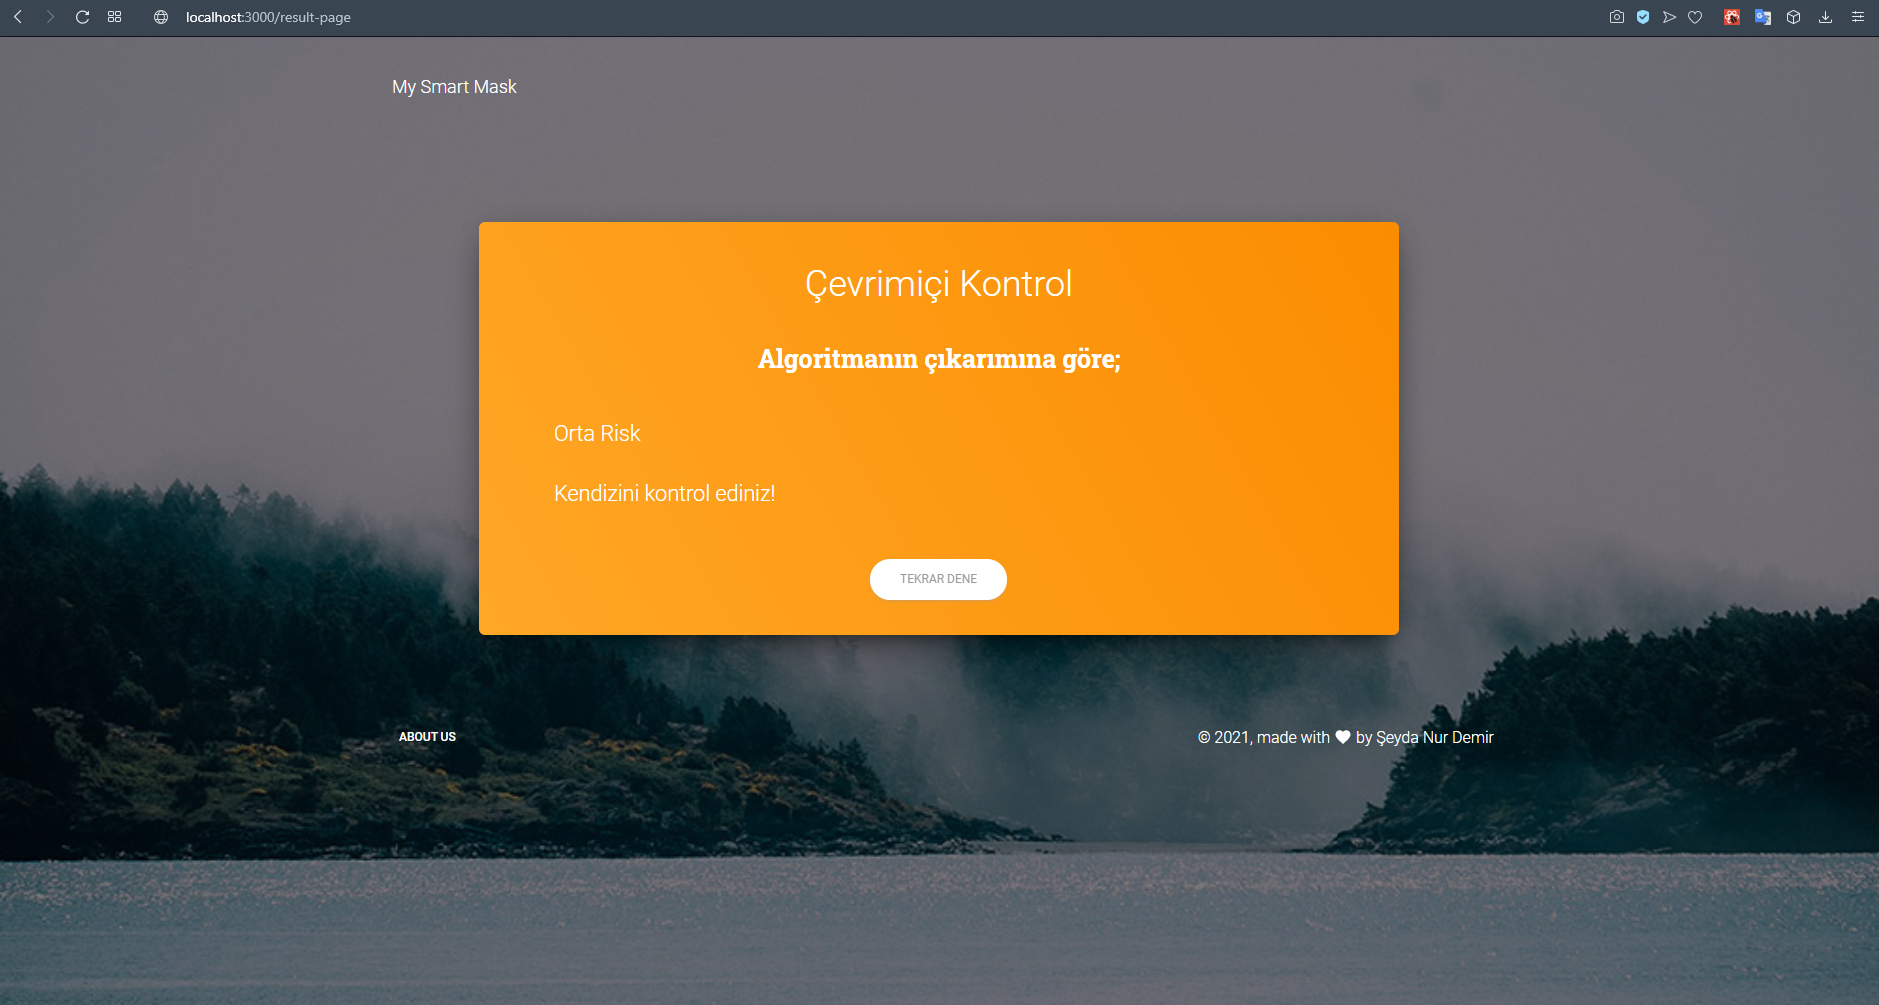 localhost:3000/result-page
My Smart Mask
Çevrimiçi Kontrol
Algoritmanın çıkarımına göre;
Orta Risk
Kendizini kontrol ediniz!
TEKRAR DENE
ABOUT US
© 2021, made with ♥ by Şeyda Nur Demir